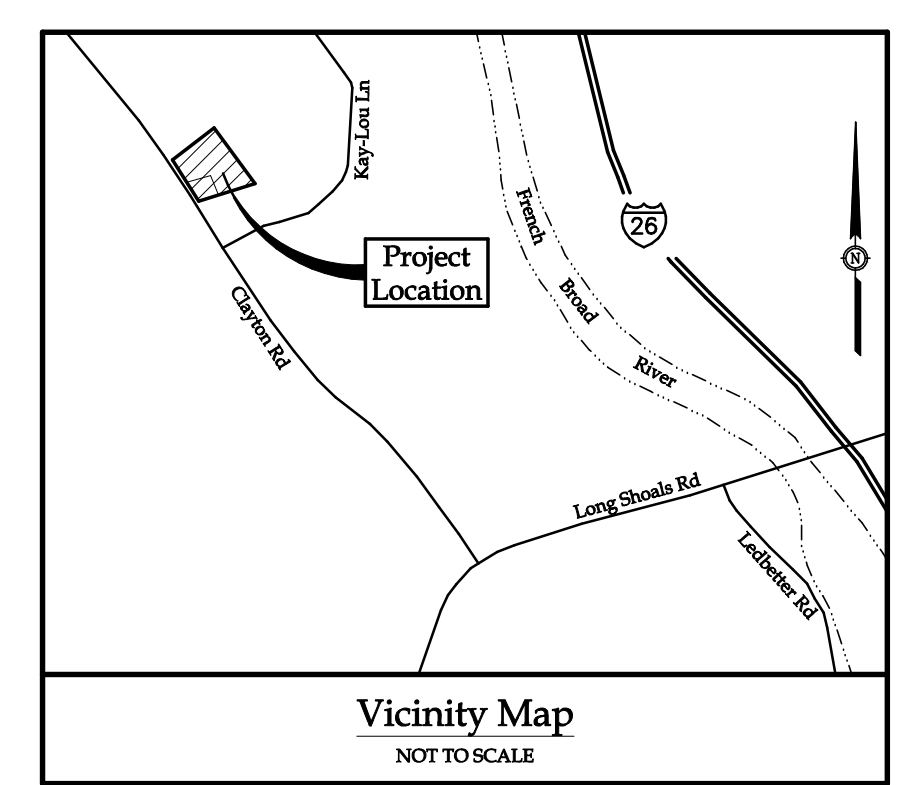 Kay-Lou Ln
French
Broad
River
26
N
Project
Location
Clayton Rd
Long Shoals Rd
Ledbetter Rd
Vicinity Map
NOT TO SCALE